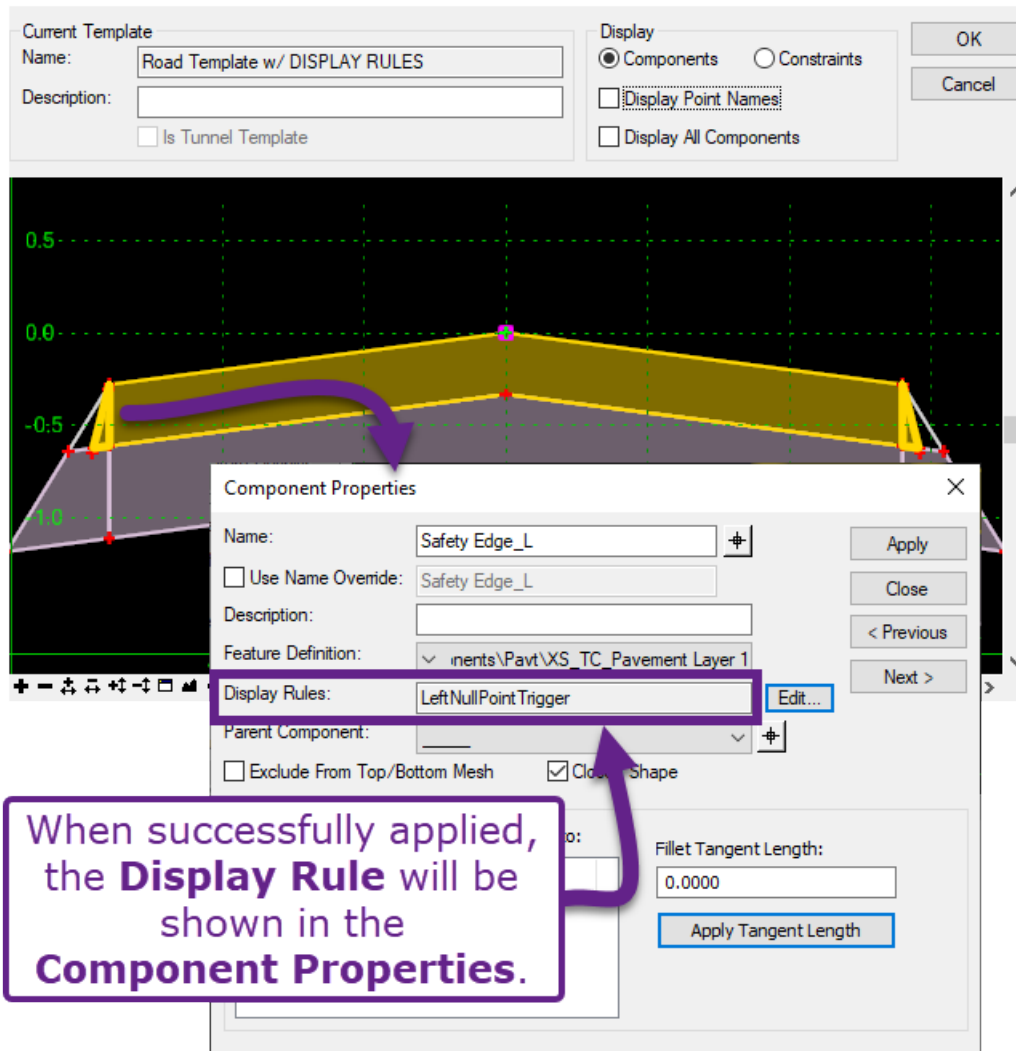 Current Template
Display
Name:
Road Template w/ DISPLAY RULES
Components
Constraints
OK
Description:
Display Point Names
Cancel
Is Tunnel Template
Display All Components
0.5
0.0
-0.5
-1.0
Component Properties
Name:
Safety Edge_L
Apply
Use Name Override:
Safety Edge_L
Close
Description:
< Previous
Feature Definition:
nents\Pavt\XS_TC_Pavement Layer 1
Next >
Display Rules:
LeftNullPointTrigger
Edit...
Parent Component:
Exclude From Top/Bottom Mesh
Shape
to:
Fillet Tangent Length:
0.0000
Apply Tangent Length
When successfully applied,
the Display Rule will be
shown in the
Component Properties.